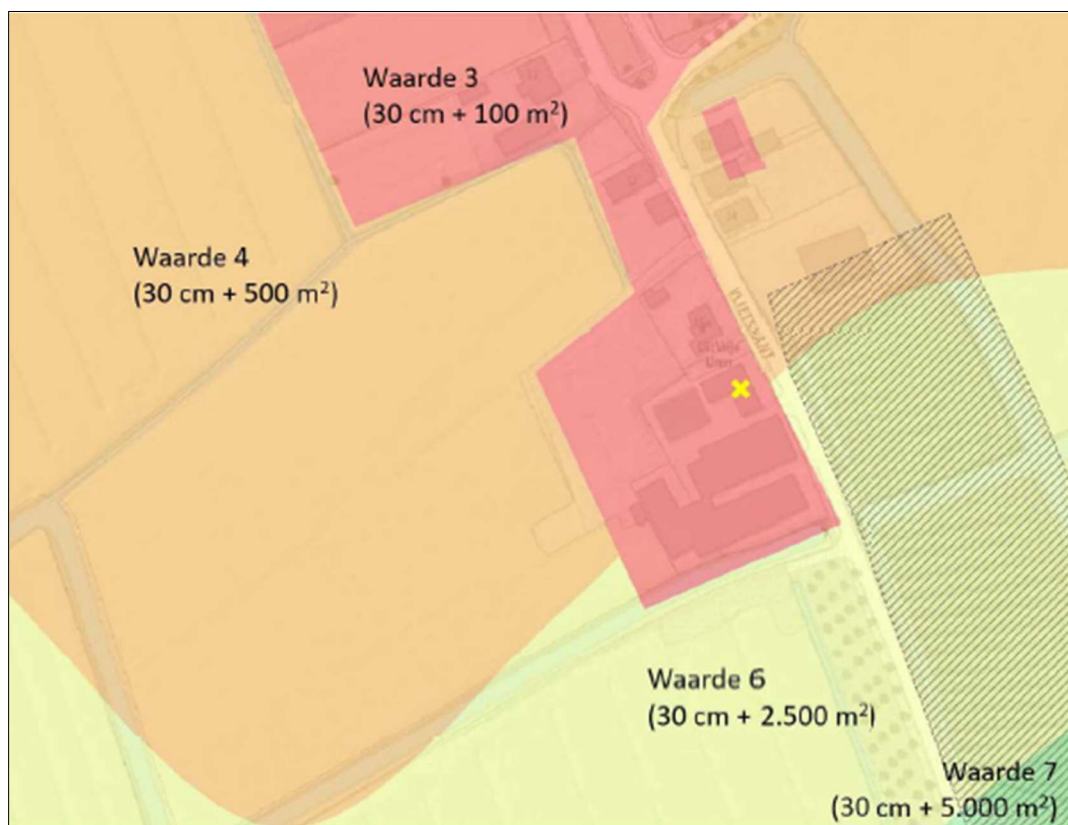 Waarde 3
(30 cm + 100 m²)
Waarde 4
(30 cm + 500 m²)
Waarde 6
(30 cm + 2.500 m²)
Waarde 7
(30 cm + 5.000 m²)